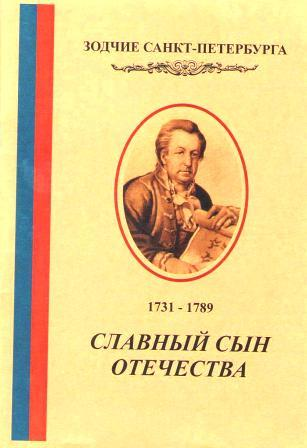 ЗОДЧИЕ САНКТ-ПЕТЕРБУРГА
1731 - 1789
СЛАВНЫЙ СЫН
ОТЕЧЕСТВА